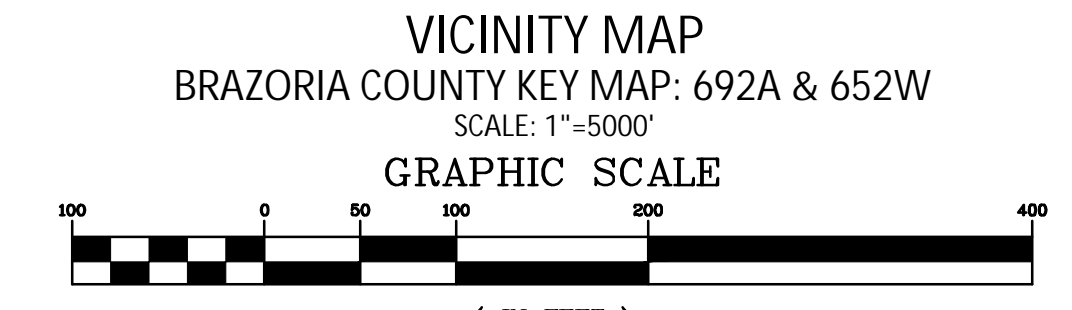 VICINITY MAP
BRAZORIA COUNTY KEY MAP: 692A & 652W
SCALE: 1"=5000'
GRAPHIC SCALE
100 0 50 100 200 400